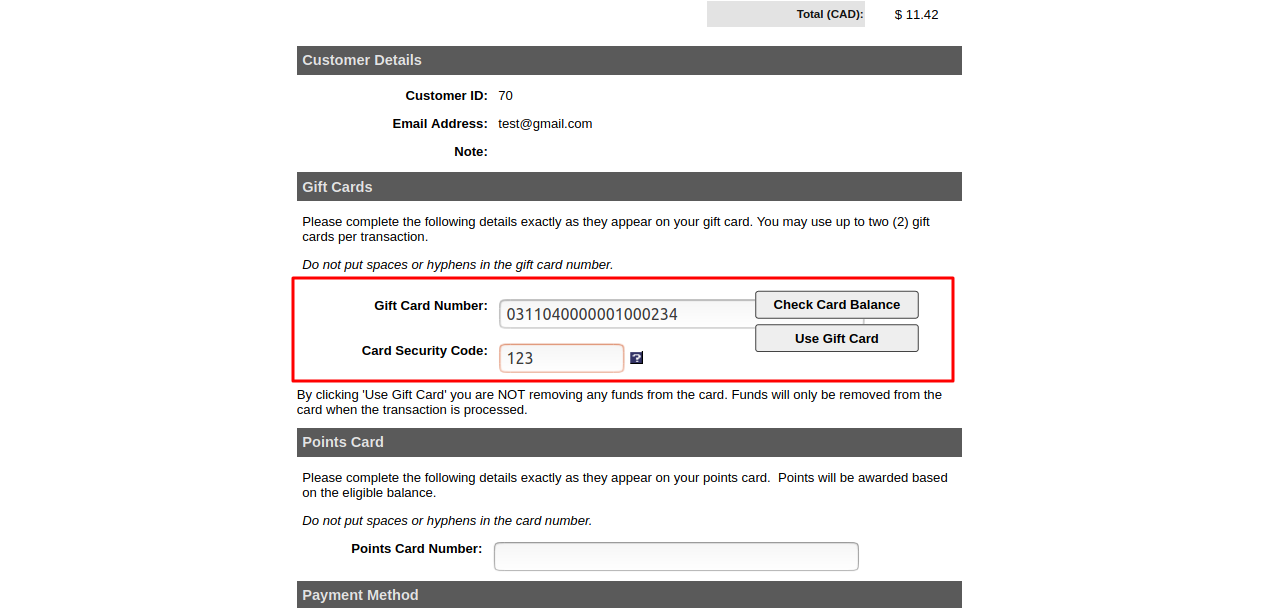 Total (CAD): $ 11.42
Customer Details
Customer ID: 70
Email Address: test@gmail.com
Note:
Gift Cards
Please complete the following details exactly as they appear on your gift card. You may use up to two (2) gift
cards per transaction.
Do not put spaces or hyphens in the gift card number.
Gift Card Number: 0311040000001000234 Check Card Balance
Use Gift Card
Card Security Code: 123 ?
By clicking 'Use Gift Card' you are NOT removing any funds from the card. Funds will only be removed from the
card when the transaction is processed.
Points Card
Please complete the following details exactly as they appear on your points card.  Points will be awarded based
on the eligible balance.
Do not put spaces or hyphens in the card number.
Points Card Number:
Payment Method